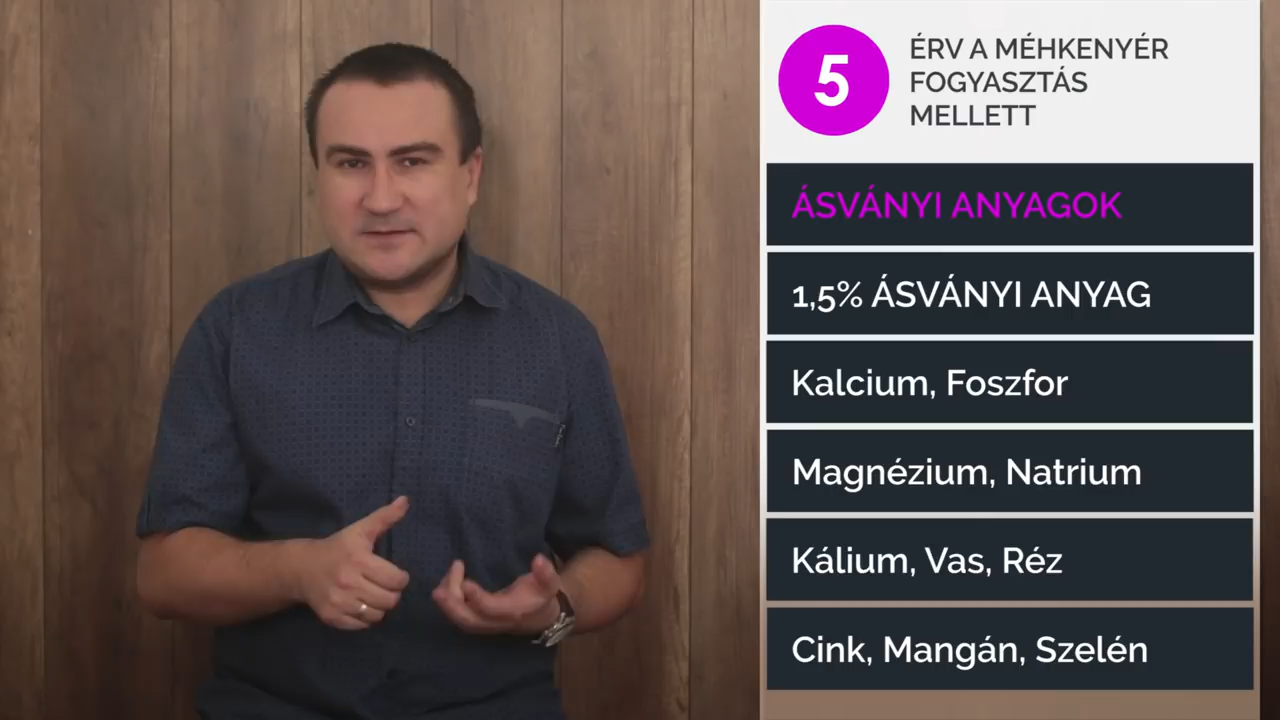 5
ÉRV A MÉHKENYÉR
FOGYASZTÁS
MELLETT
ÁSVÁNYI ANYAGOK
1,5% ÁSVÁNYI ANYAG
Kalcium, Foszfor
Magnézium, Natrium
Kálium, Vas, Réz
Cink, Mangán, Szelén